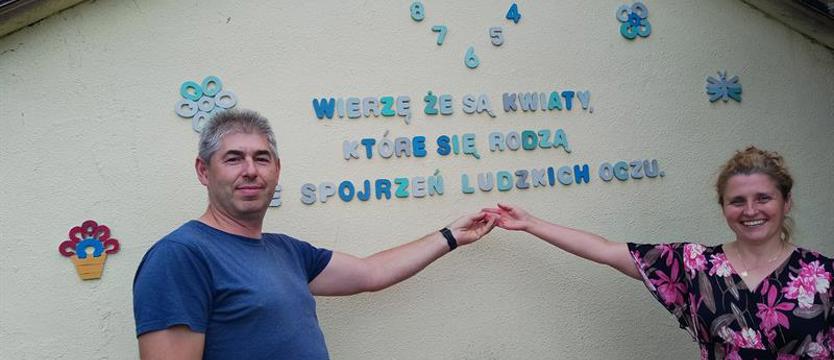 8 4
7 5
6
WIERZĘ ŻE SĄ KWIATY,
KTÓRE SIĘ RODZĄ
E SPOJRZEŃ LUDZKICH OCZU.